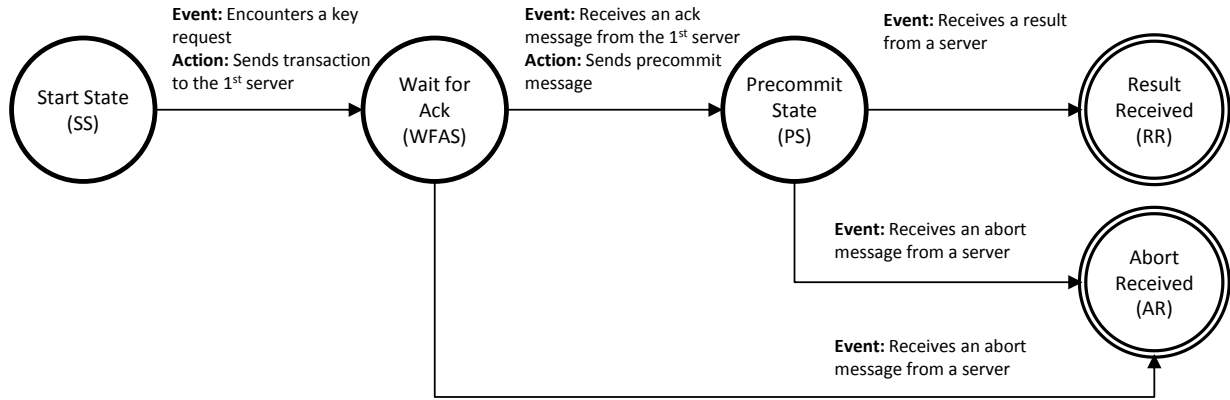 Event: Encounters a key
request
Action: Sends transaction
to the 1st server
Event: Receives an ack
message from the 1st server
Action: Sends precommit
message
Event: Receives a result
from a server
Start State
(SS)
Wait for
Ack
(WFAS)
Precommit
State
(PS)
Result
Received
(RR)
Event: Receives an abort
message from a server
Abort
Received
(AR)
Event: Receives an abort
message from a server